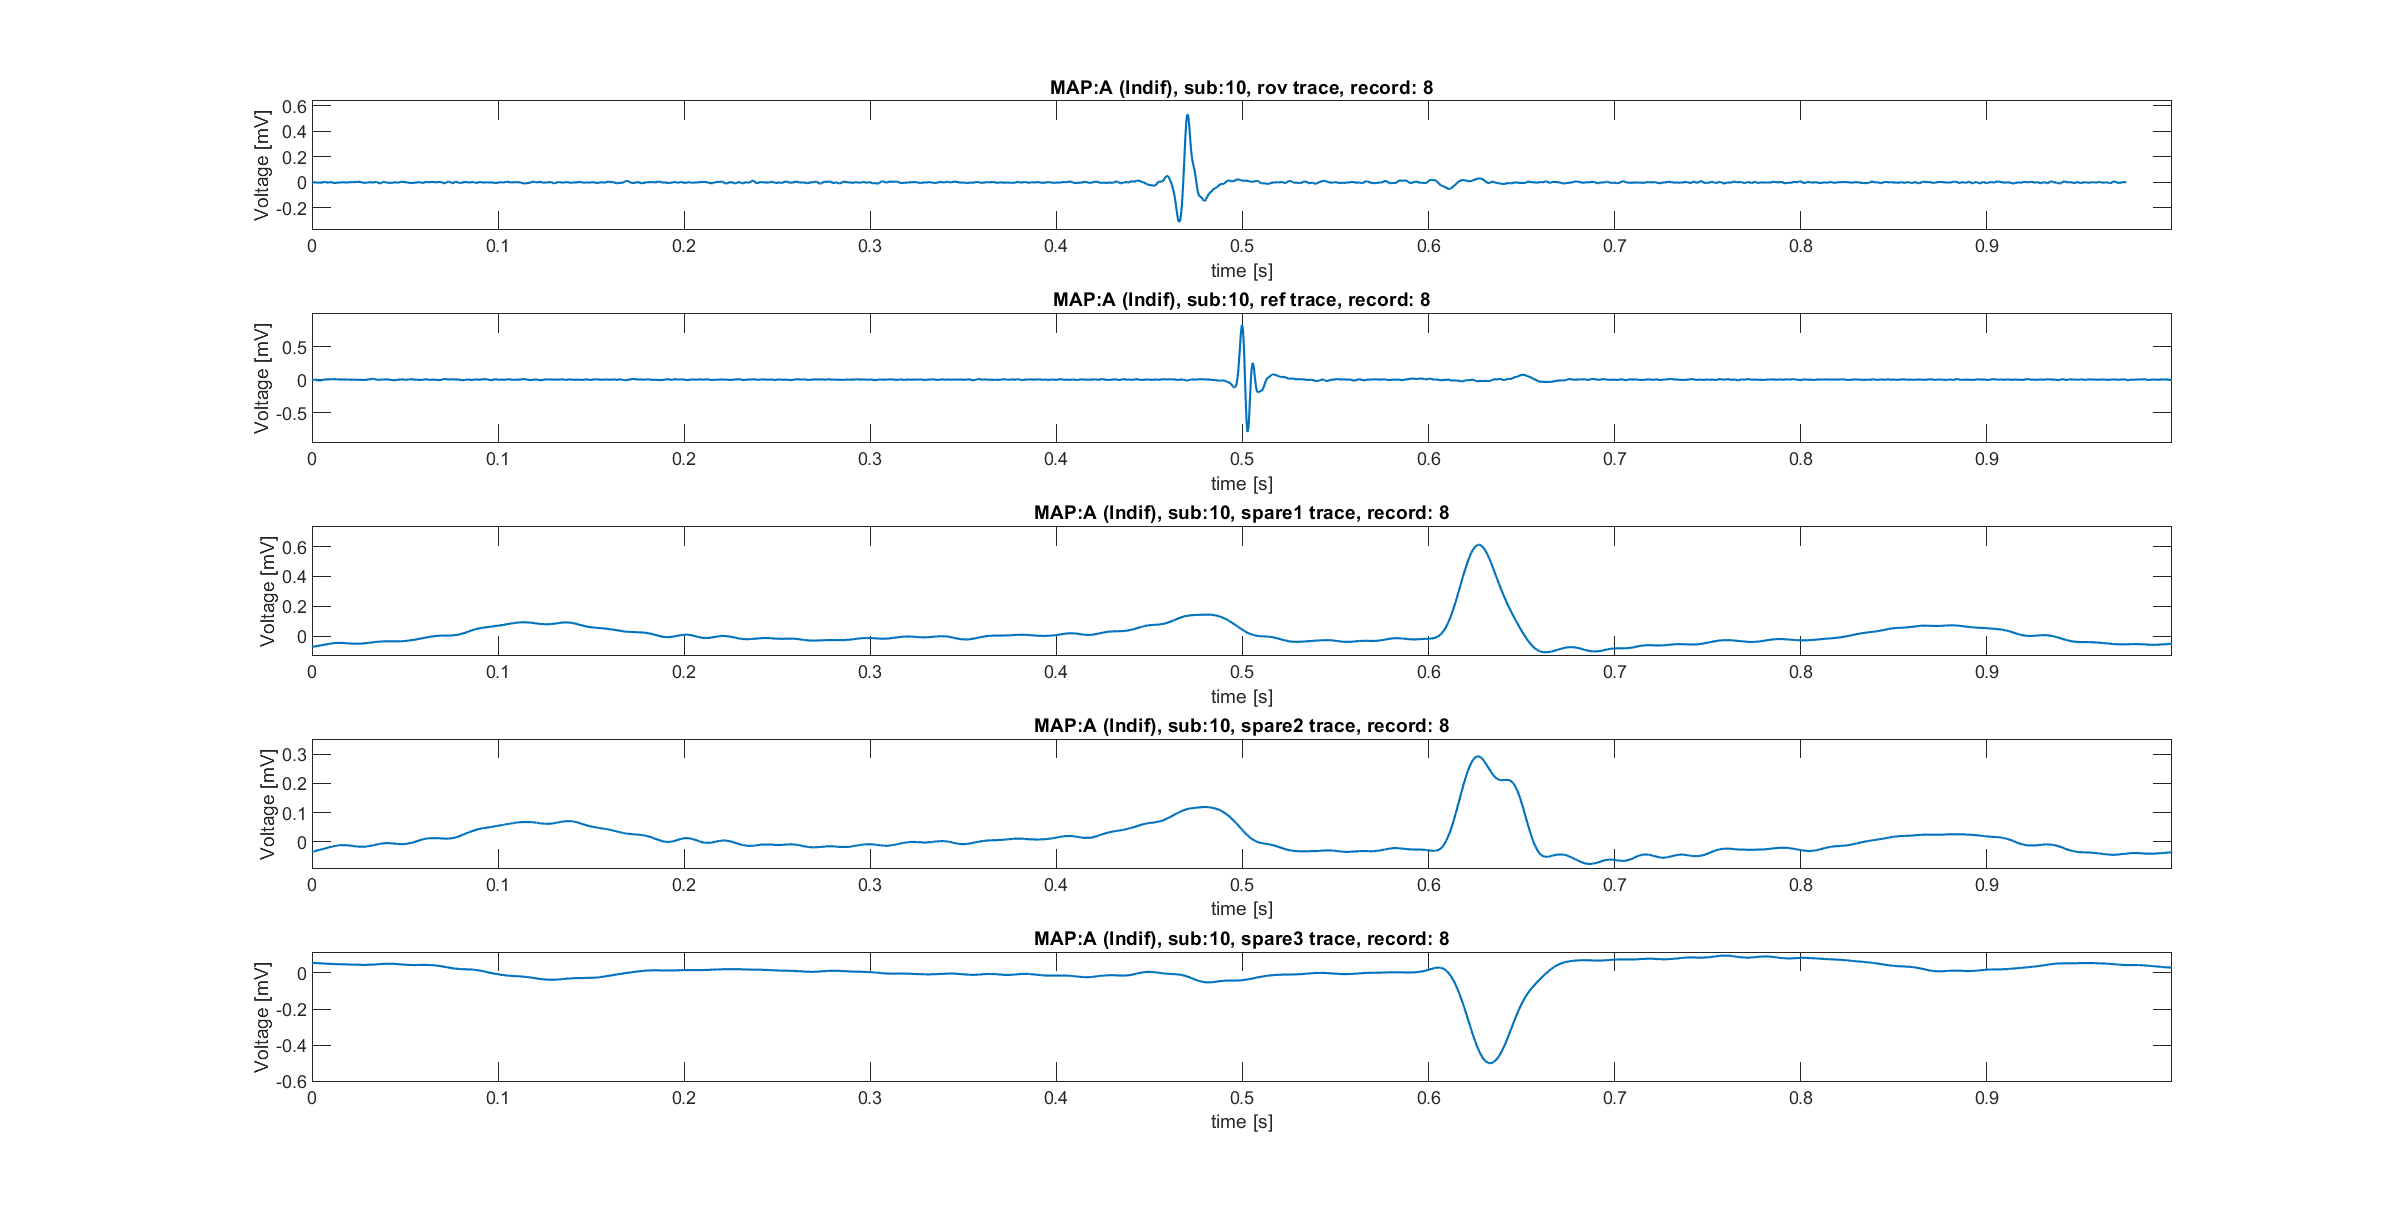 MAP:A (Indif), sub:10, rov trace, record: 8
Voltage [mV]
0.6
0.4
0.2
0
-0.2
0 0.1 0.2 0.3 0.4 0.5 0.6 0.7 0.8 0.9
time [s]
MAP:A (Indif), sub:10, ref trace, record: 8
Voltage [mV]
0.5
0
-0.5
0 0.1 0.2 0.3 0.4 0.5 0.6 0.7 0.8 0.9
time [s]
MAP:A (Indif), sub:10, spare1 trace, record: 8
Voltage [mV]
0.6
0.4
0.2
0
0 0.1 0.2 0.3 0.4 0.5 0.6 0.7 0.8 0.9
time [s]
MAP:A (Indif), sub:10, spare2 trace, record: 8
Voltage [mV]
0.3
0.2
0.1
0
0 0.1 0.2 0.3 0.4 0.5 0.6 0.7 0.8 0.9
time [s]
MAP:A (Indif), sub:10, spare3 trace, record: 8
Voltage [mV]
0
-0.2
-0.4
-0.6
0 0.1 0.2 0.3 0.4 0.5 0.6 0.7 0.8 0.9
time [s]